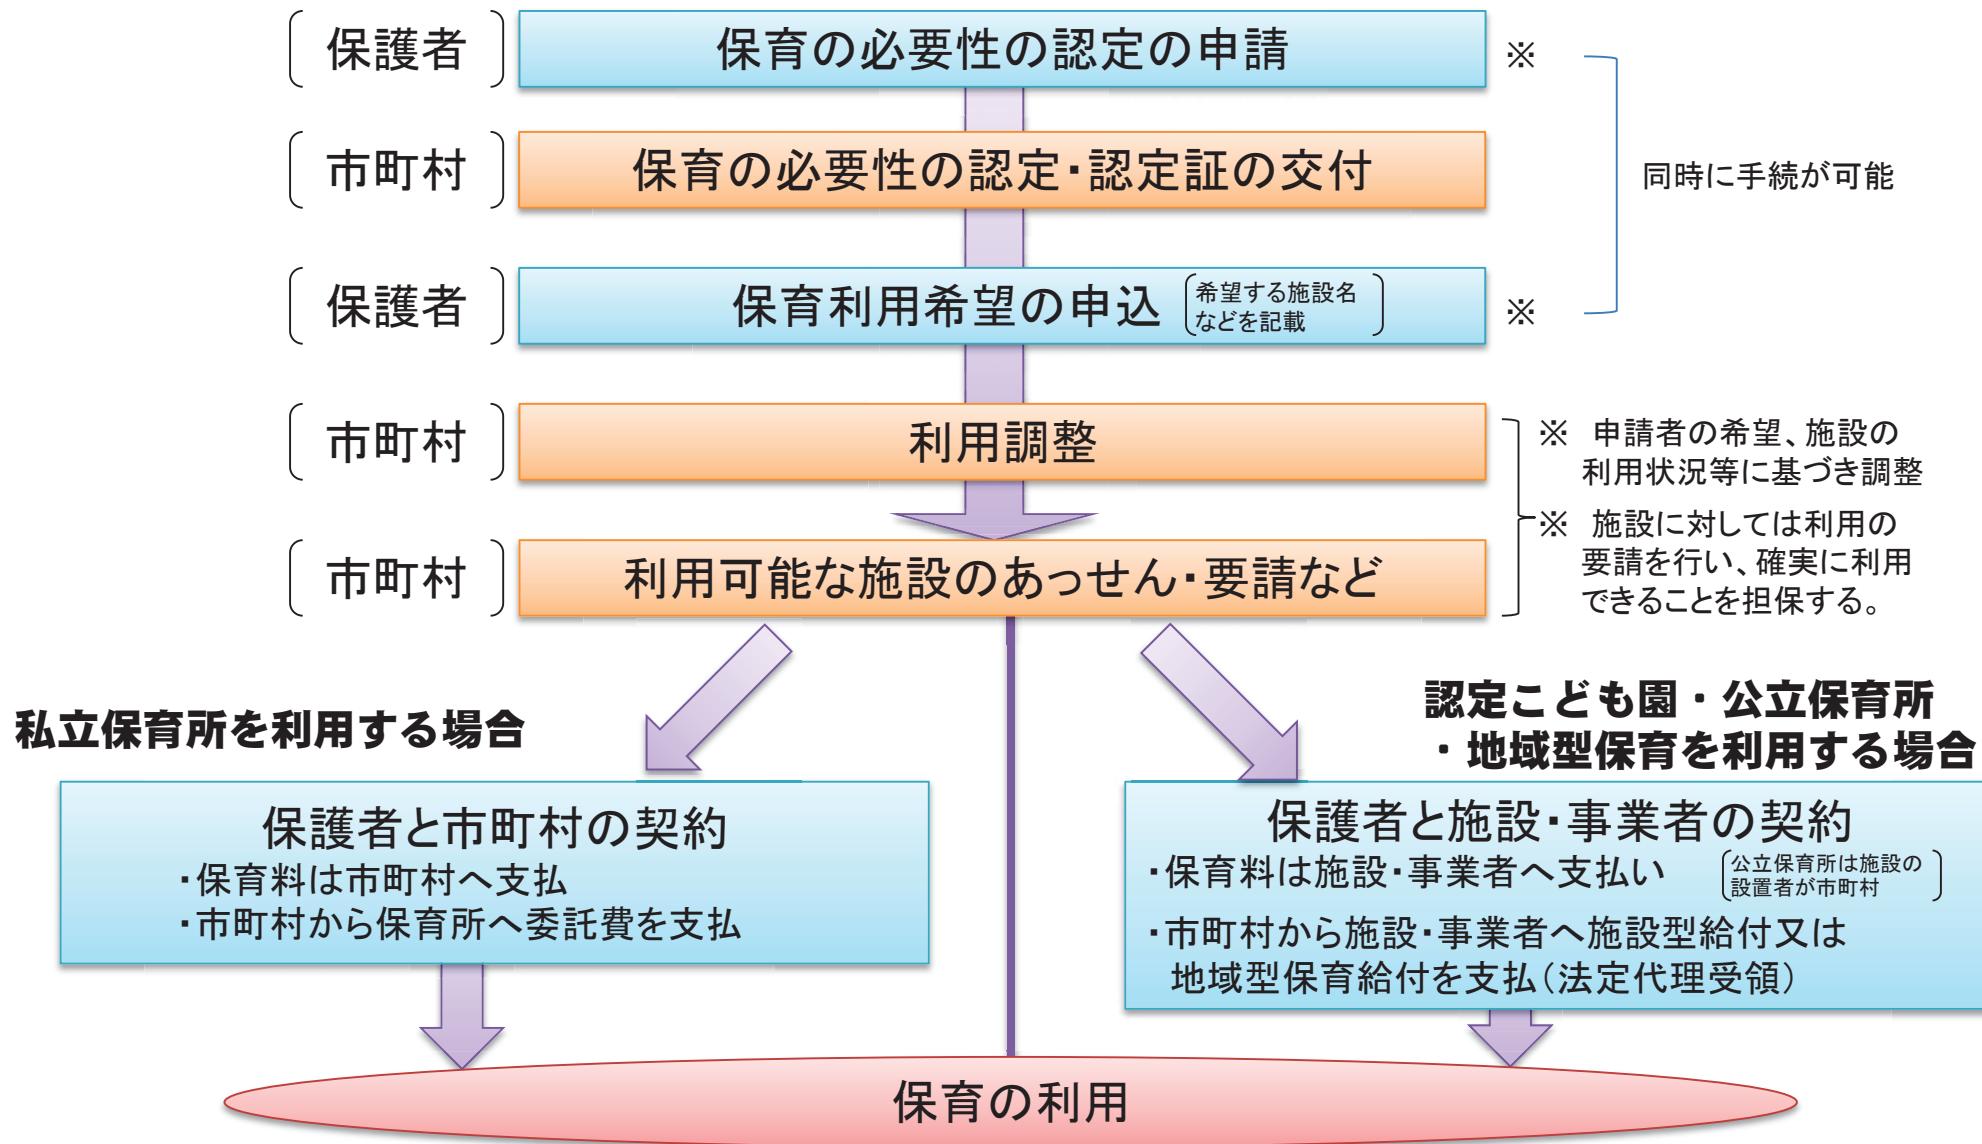 保護者
保育の必要性の認定の申請
※
市町村
保育の必要性の認定・認定証の交付
同時に手続が可能
保護者
保育利用希望の申込
希望する施設名
などを記載
※
市町村
利用調整
※ 申請者の希望、施設の
利用状況等に基づき調整
市町村
利用可能な施設のあっせん・要請など
※ 施設に対しては利用の
要請を行い、確実に利用
できることを担保する。
私立保育所を利用する場合
認定こども園・公立保育所
・地域型保育を利用する場合
保護者と市町村の契約
・保育料は市町村へ支払
・市町村から保育所へ委託費を支払
保護者と施設・事業者の契約
・保育料は施設・事業者へ支払い
公立保育所は施設の
設置者が市町村
・市町村から施設・事業者へ施設型給付又は
地域型保育給付を支払(法定代理受領)
保育の利用